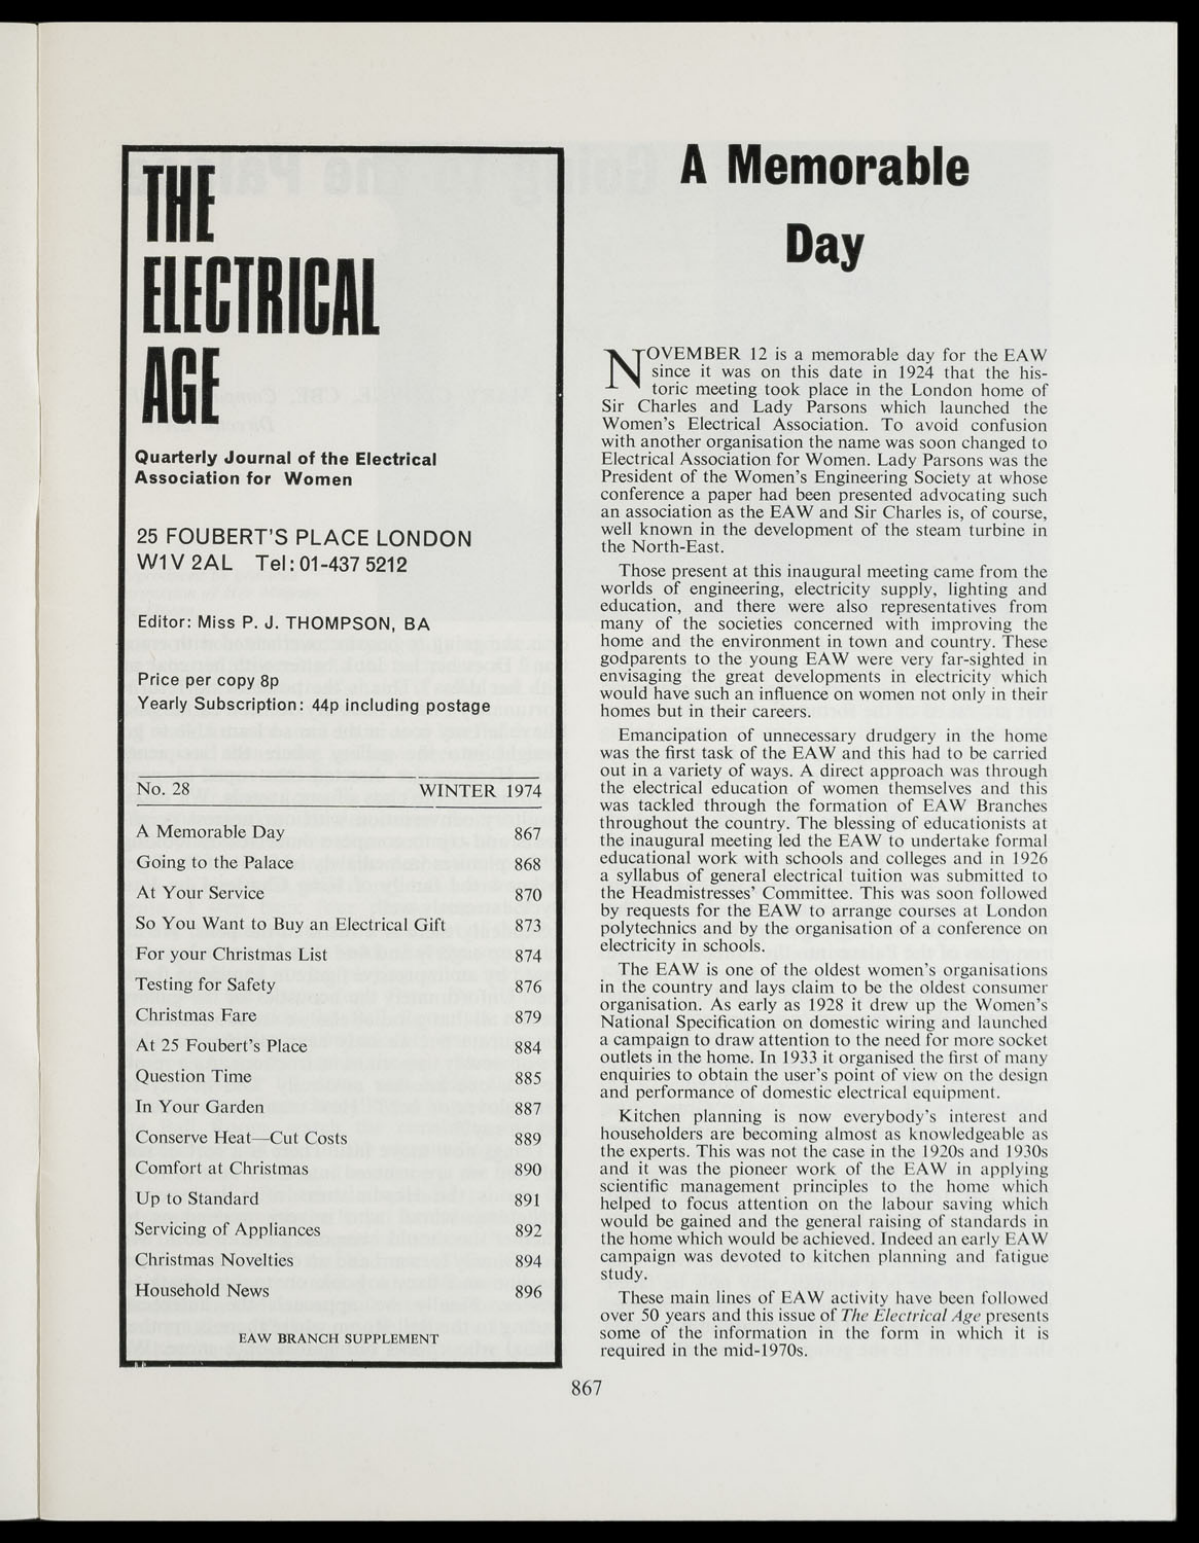 THE
ELECTRICAL
AGE
Quarterly Journal of the Electrical
Association for Women
25 FOUBERT'S PLACE LONDON
W1V 2AL Tel: 01-437 5212
Editor: Miss P. J. THOMPSON, BA
Price per copy 8p
Yearly Subscription: 44p including postage
No. 28 WINTER 1974
A Memorable Day 867
Going to the Palace 868
At Your Service 870
So You Want to Buy an Electrical Gift 873
For your Christmas List 874
Testing for Safety 876
Christmas Fare 879
At 25 Foubert's Place 884
Question Time 885
In Your Garden 887
Conserve Heat—Cut Costs 889
Comfort at Christmas 890
Up to Standard 891
Servicing of Appliances 892
Christmas Novelties 894
Household News 896
EAW BRANCH SUPPLEMENT
A Memorable
Day
NOVEMBER 12 is a memorable day for the EAW
since it was on this date in 1924 that the his-
toric meeting took place in the London home of
Sir Charles and Lady Parsons which launched the
Women's Electrical Association. To avoid confusion
with another organisation the name was soon changed to
Electrical Association for Women. Lady Parsons was the
President of the Women's Engineering Society at whose
conference a paper had been presented advocating such
an association as the EAW and Sir Charles is, of course,
well known in the development of the steam turbine in
the North-East.
Those present at this inaugural meeting came from the
worlds of engineering, electricity supply, lighting and
education, and there were also representatives from
many of the societies concerned with improving the
home and the environment in town and country. These
godparents to the young EAW were very far-sighted in
envisaging the great developments in electricity which
would have such an influence on women not only in their
homes but in their careers.
Emancipation of unnecessary drudgery in the home
was the first task of the EAW and this had to be carried
out in a variety of ways. A direct approach was through
the electrical education of women themselves and this
was tackled through the formation of EAW Branches
throughout the country. The blessing of educationists at
the inaugural meeting led the EAW to undertake formal
educational work with schools and colleges and in 1926
a syllabus of general electrical tuition was submitted to
the Headmistresses' Committee. This was soon followed
by requests for the EAW to arrange courses at London
polytechnics and by the organisation of a conference on
electricity in schools.
The EAW is one of the oldest women's organisations
in the country and lays claim to be the oldest consumer
organisation. As early as 1928 it drew up the Women's
National Specification on domestic wiring and launched
a campaign to draw attention to the need for more socket
outlets in the home. In 1933 it organised the first of many
enquiries to obtain the user's point of view on the design
and performance of domestic electrical equipment.
Kitchen planning is now everybody's interest and
householders are becoming almost as knowledgeable as
the experts. This was not the case in the 1920s and 1930s
and it was the pioneer work of the EAW in applying
scientific management principles to the home which
helped to focus attention on the labour saving which
would be gained and the general raising of standards in
the home which would be achieved. Indeed an early EAW
campaign was devoted to kitchen planning and fatigue
study.
These main lines of EAW activity have been followed
over 50 years and this issue of The Electrical Age presents
some of the information in the form in which it is
required in the mid-1970s.
867